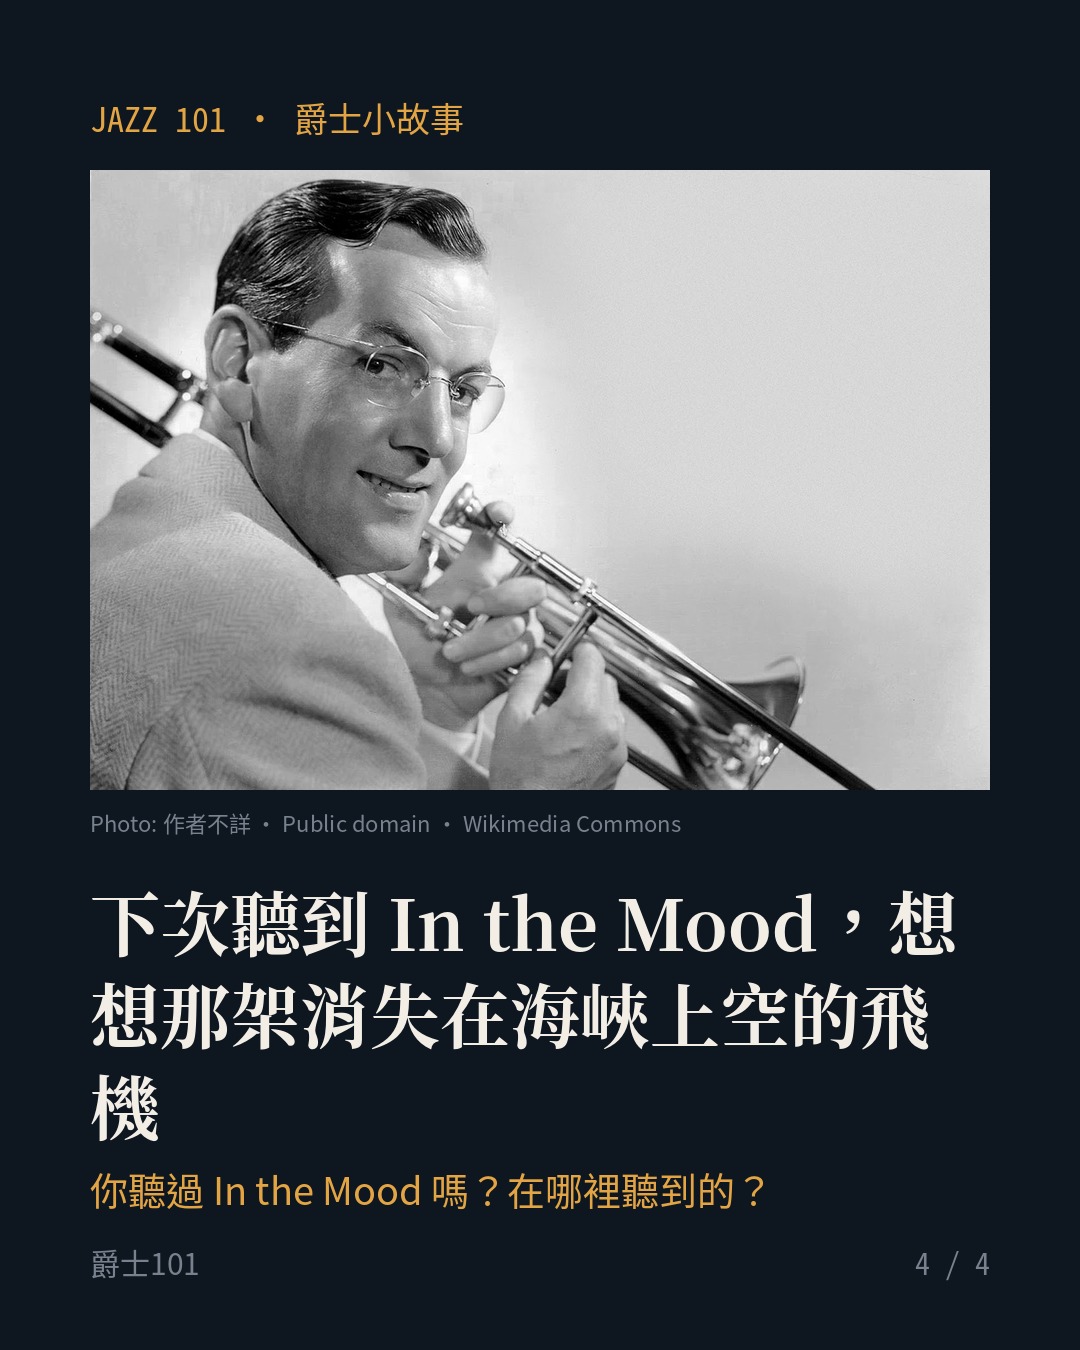 JAZZ 101 · 爵士小故事
Photo: 作者不詳 · Public domain · Wikimedia Commons
下次聽到 In the Mood，想
想那架消失在海峽上空的飛
機
你聽過 In the Mood 嗎？在哪裡聽到的？
爵士101
4 / 4